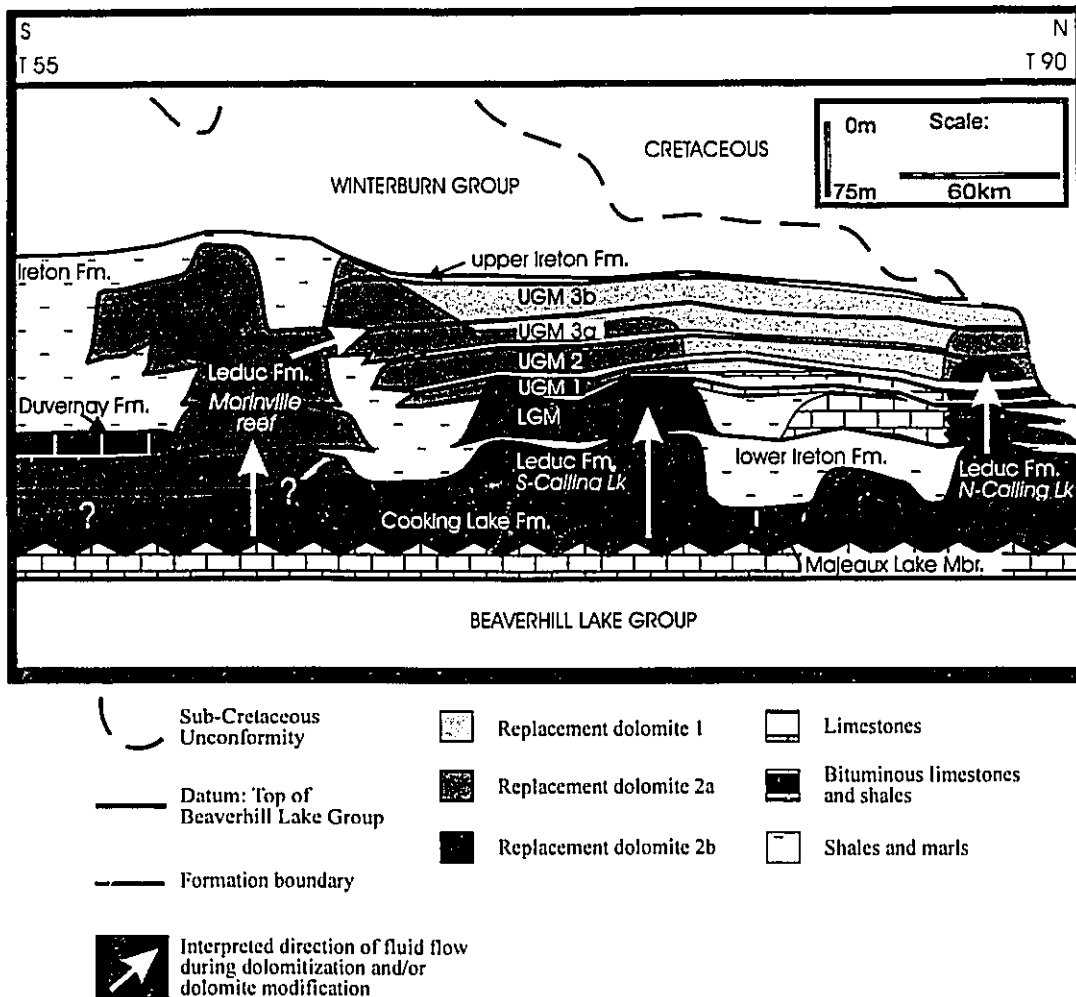 S
N
T 55
T 90
0m
Scale:
75m
60km
CRETACEOUS
WINTERBURN GROUP
Ireton Fm.
upper Ireton Fm.
UGM 3b
UGM 3a
UGM 2
UGM 1
LGM
Leduc Fm.
Morinville
reef
Duvernay Fm.
?
?
Leduc Fm.
S-Calling Lk
lower Ireton Fm.
Leduc Fm.
N-Calling Lk
Cooking Lake Fm.
Majeaux Lake Mbr.
BEAVERHILL LAKE GROUP
Sub-Cretaceous
Unconformity
Datum: Top of
Beaverhill Lake Group
Formation boundary
Interpreted direction of fluid flow
during dolomitization and/or
dolomite modification
Replacement dolomite 1
Replacement dolomite 2a
Replacement dolomite 2b
Limestones
Bituminous limestones
and shales
Shales and marls